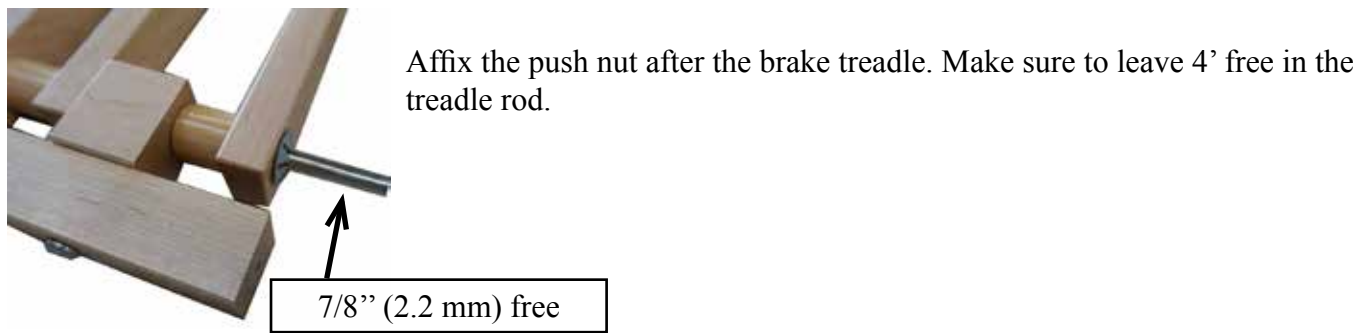 Affix the push nut after the brake treadle. Make sure to leave 4’ free in the
treadle rod.
7/8’’ (2.2 mm) free